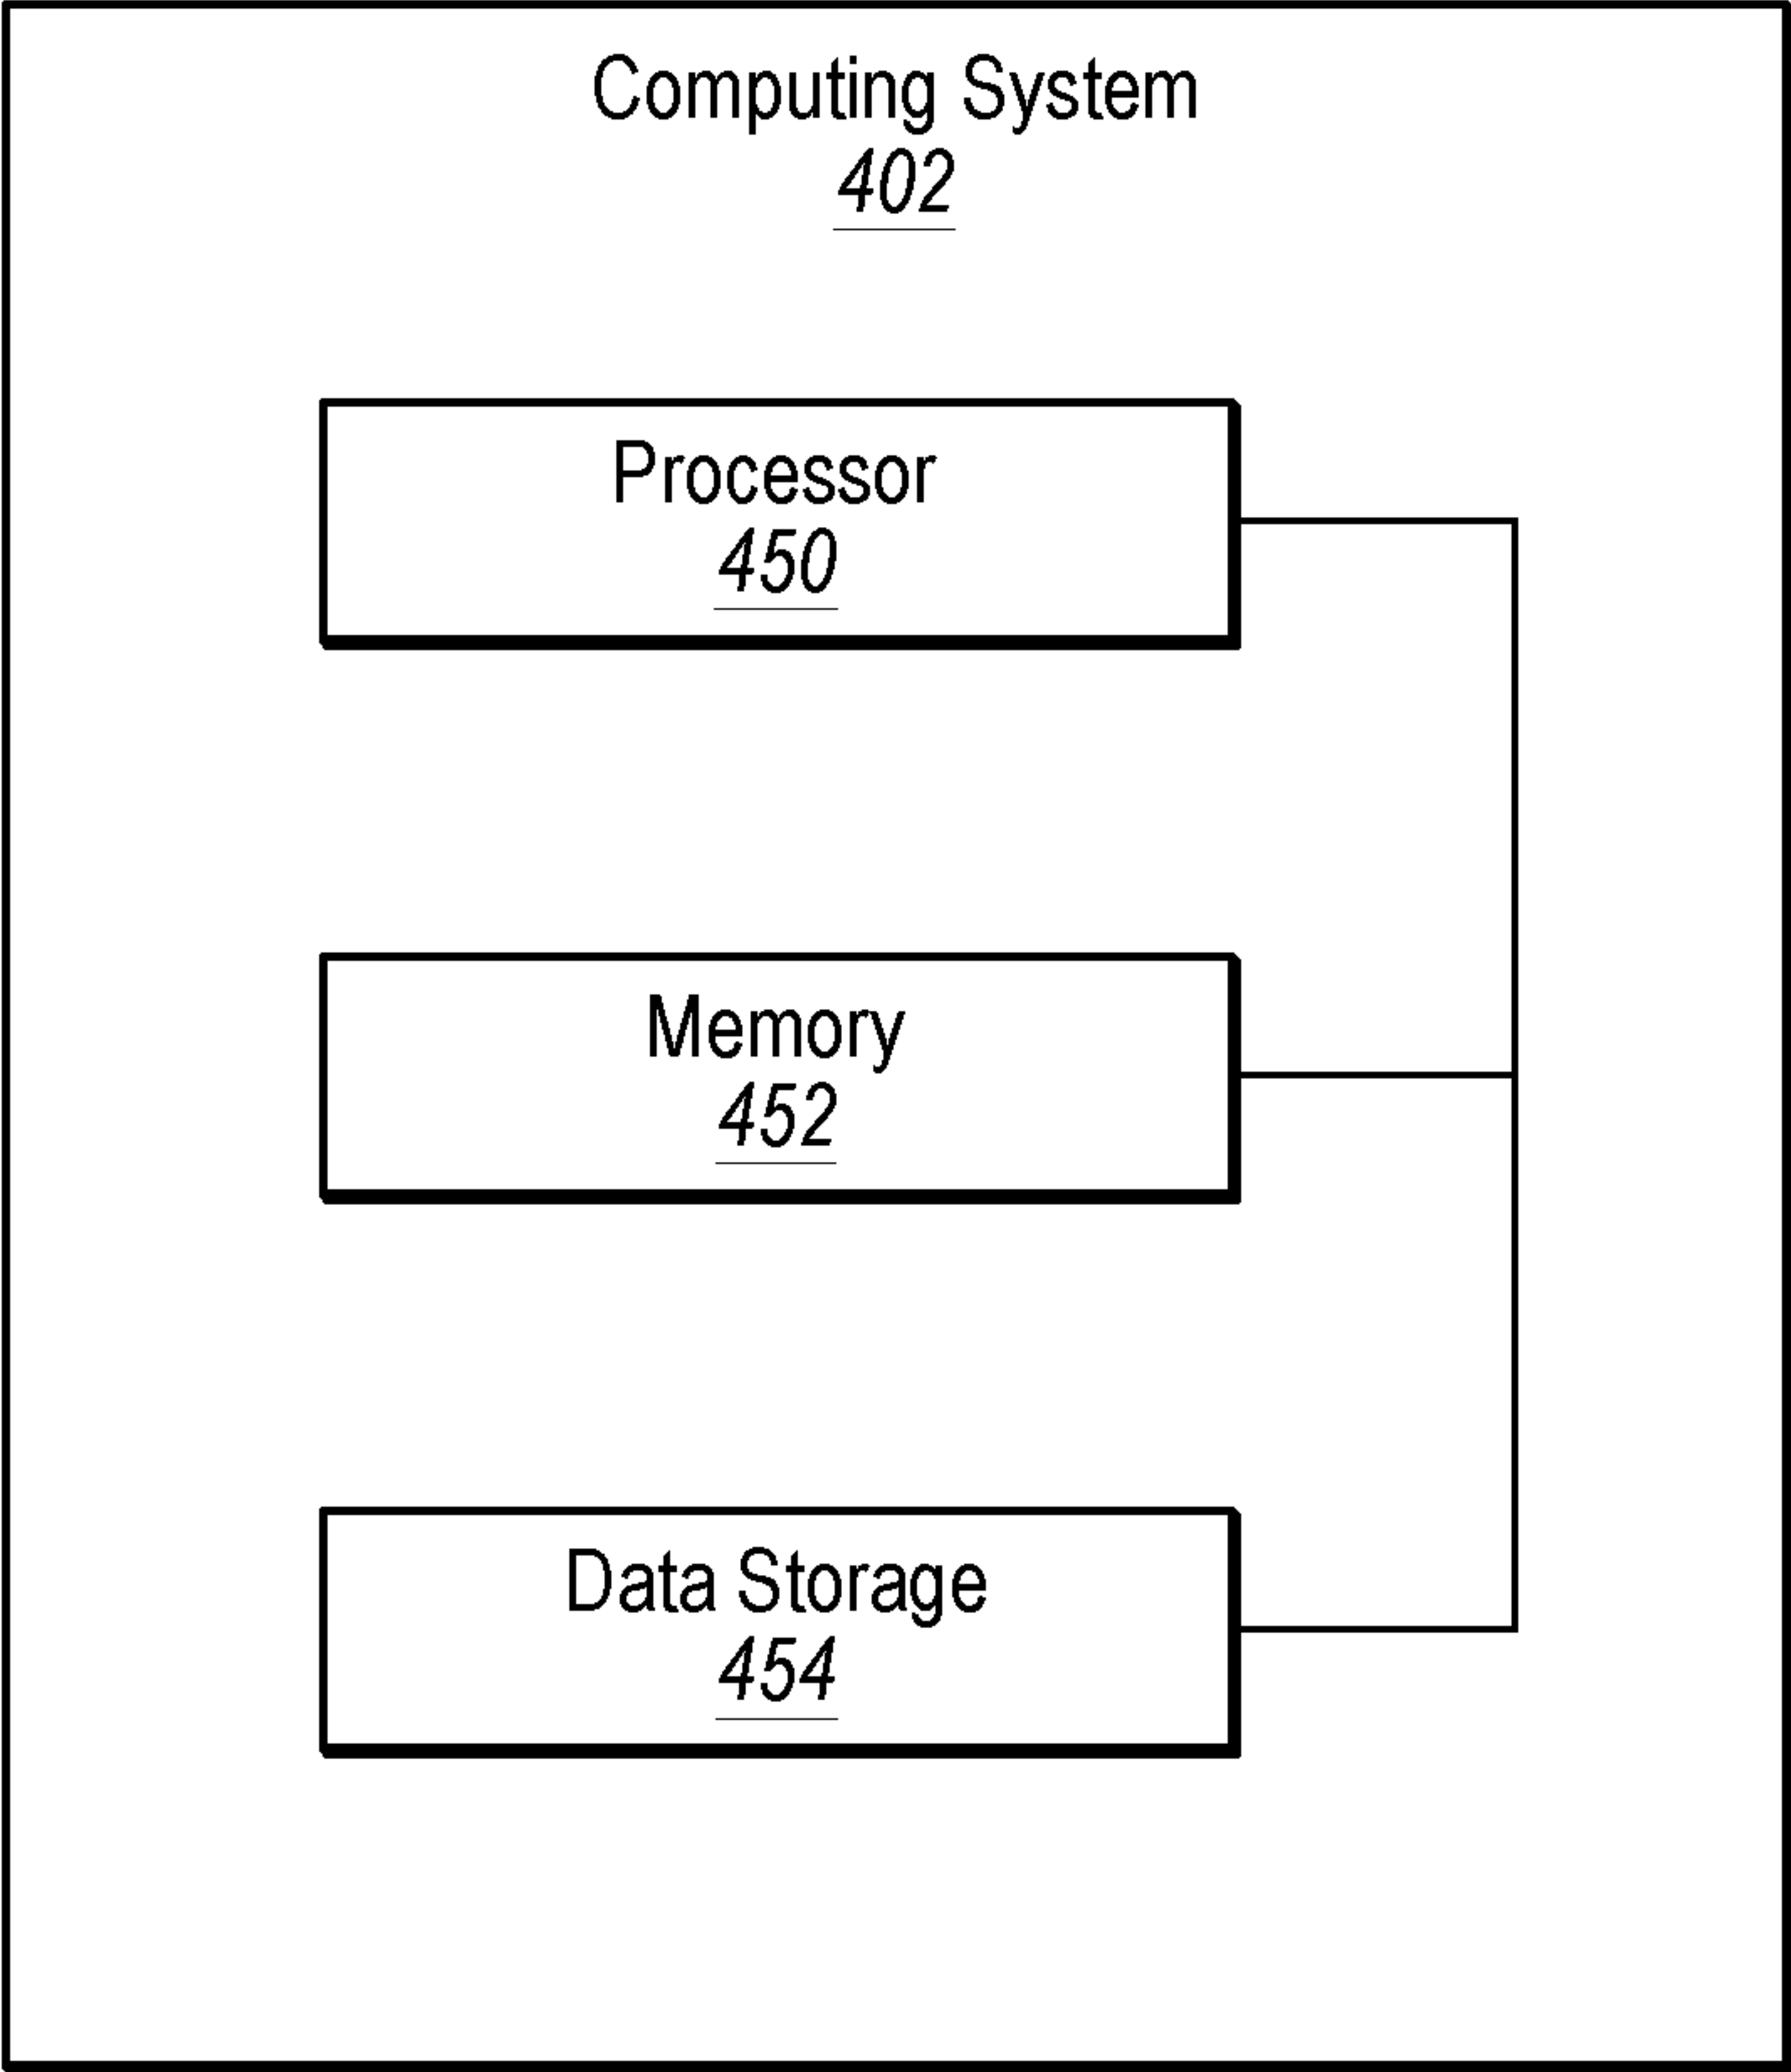 Computing System
402
Processor
450
Memory
452
Data Storage
454